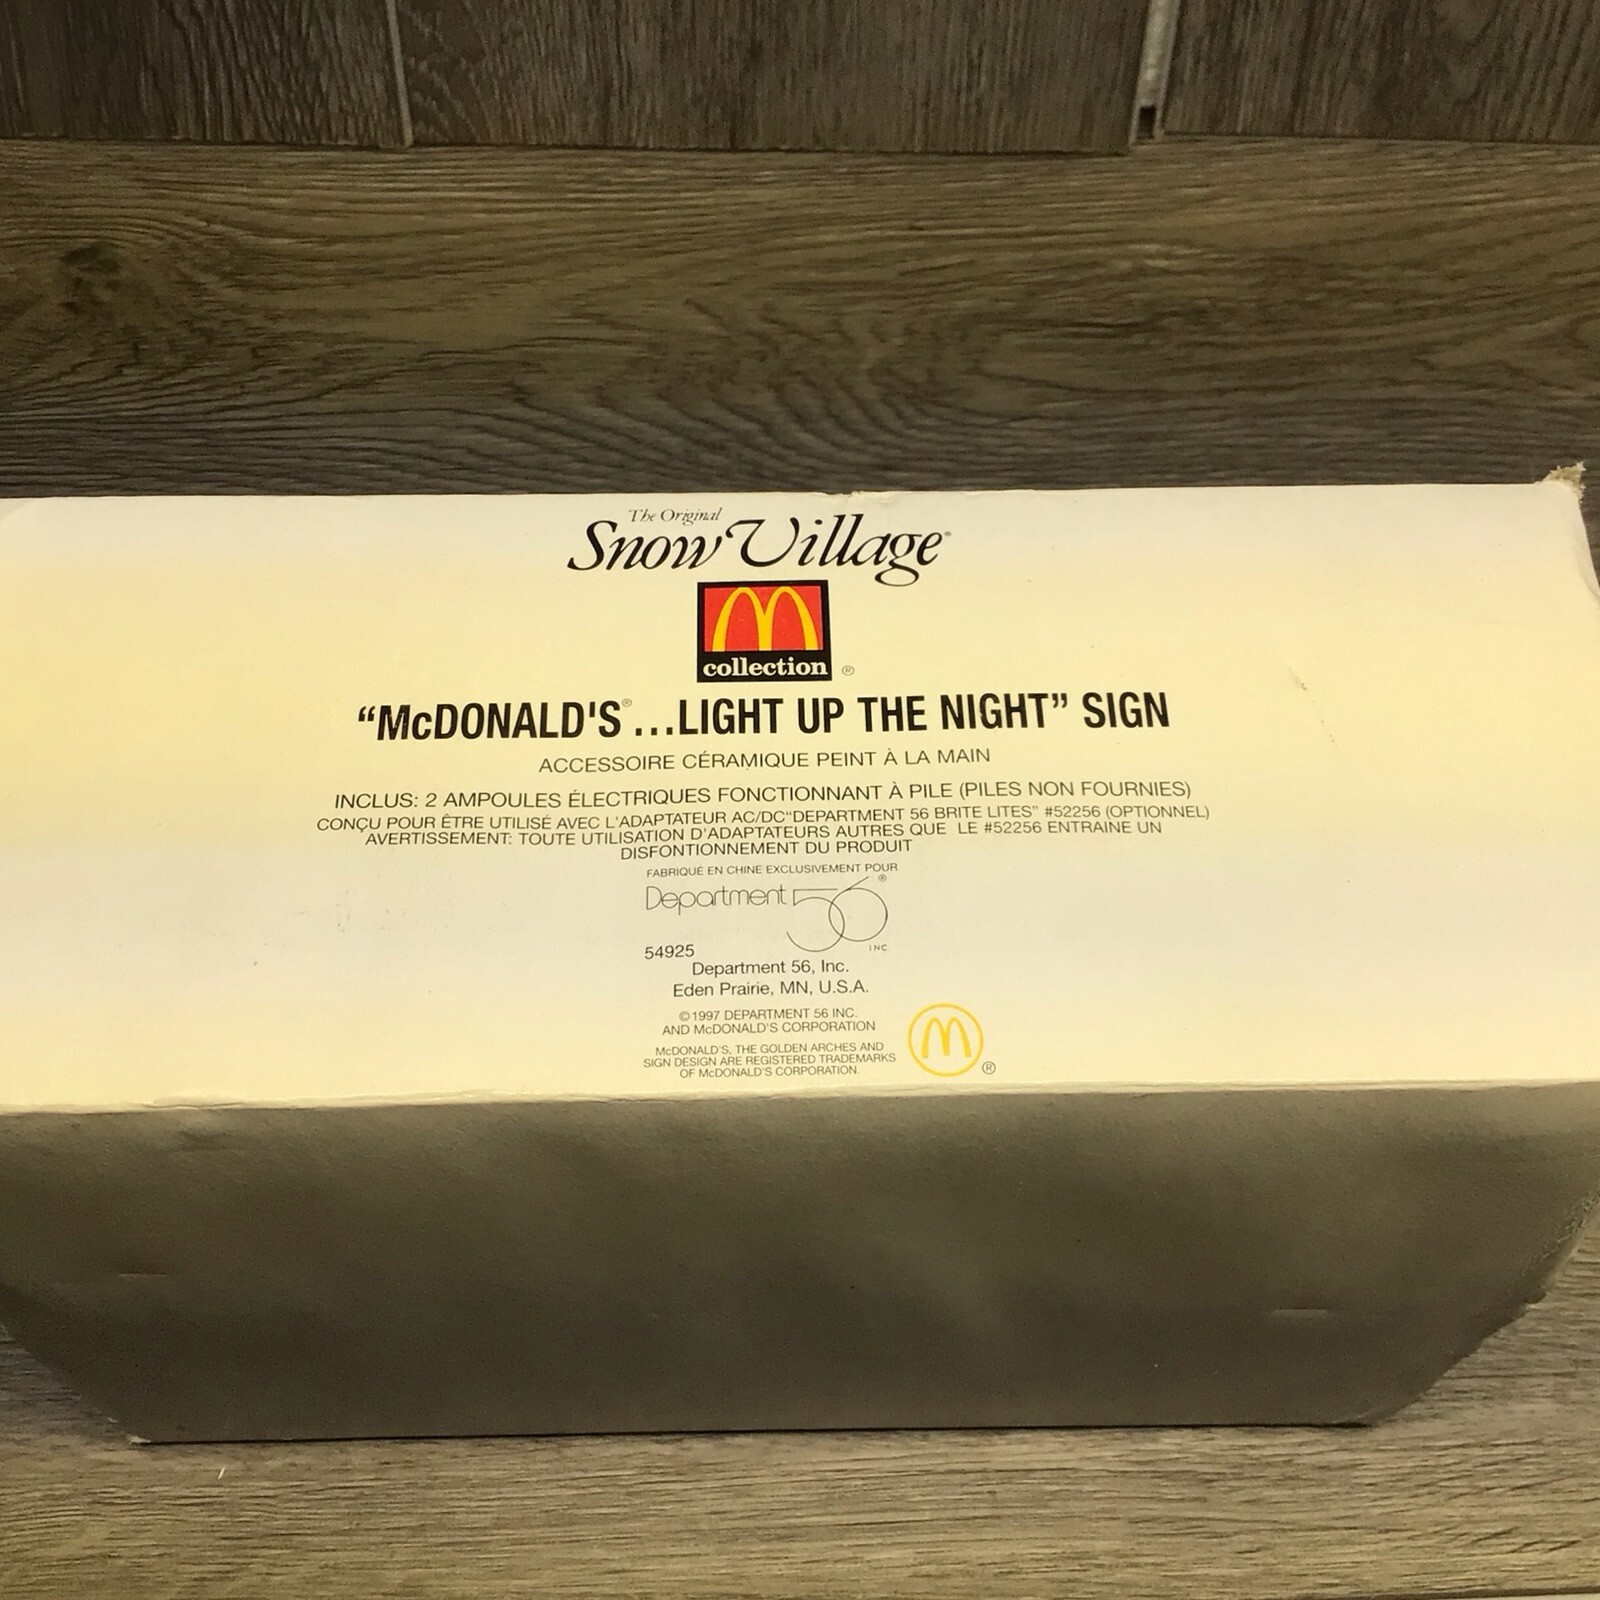 The Original
Snow Village®
collection ®
“McDONALD'S® ...LIGHT UP THE NIGHT” SIGN
ACCESSOIRE CÉRAMIQUE PEINT À LA MAIN
INCLUS: 2 AMPOULES ÉLECTRIQUES FONCTIONNANT À PILE (PILES NON FOURNIES)
CONÇU POUR ÊTRE UTILISÉ AVEC L'ADAPTATEUR AC/DC“DEPARTMENT 56 BRITE LITES” #52256 (OPTIONNEL)
AVERTISSEMENT: TOUTE UTILISATION D'ADAPTATEURS AUTRES QUE LE #52256 ENTRAINE UN
DISFONTIONNEMENT DU PRODUIT
FABRIQUÉ EN CHINE EXCLUSIVEMENT POUR
Department 56®
INC
54925
Department 56, Inc.
Eden Prairie, MN, U.S.A.
©1997 DEPARTMENT 56 INC.
AND McDONALD'S CORPORATION
McDONALD'S, THE GOLDEN ARCHES AND
SIGN DESIGN ARE REGISTERED TRADEMARKS
OF McDONALD'S CORPORATION.
®